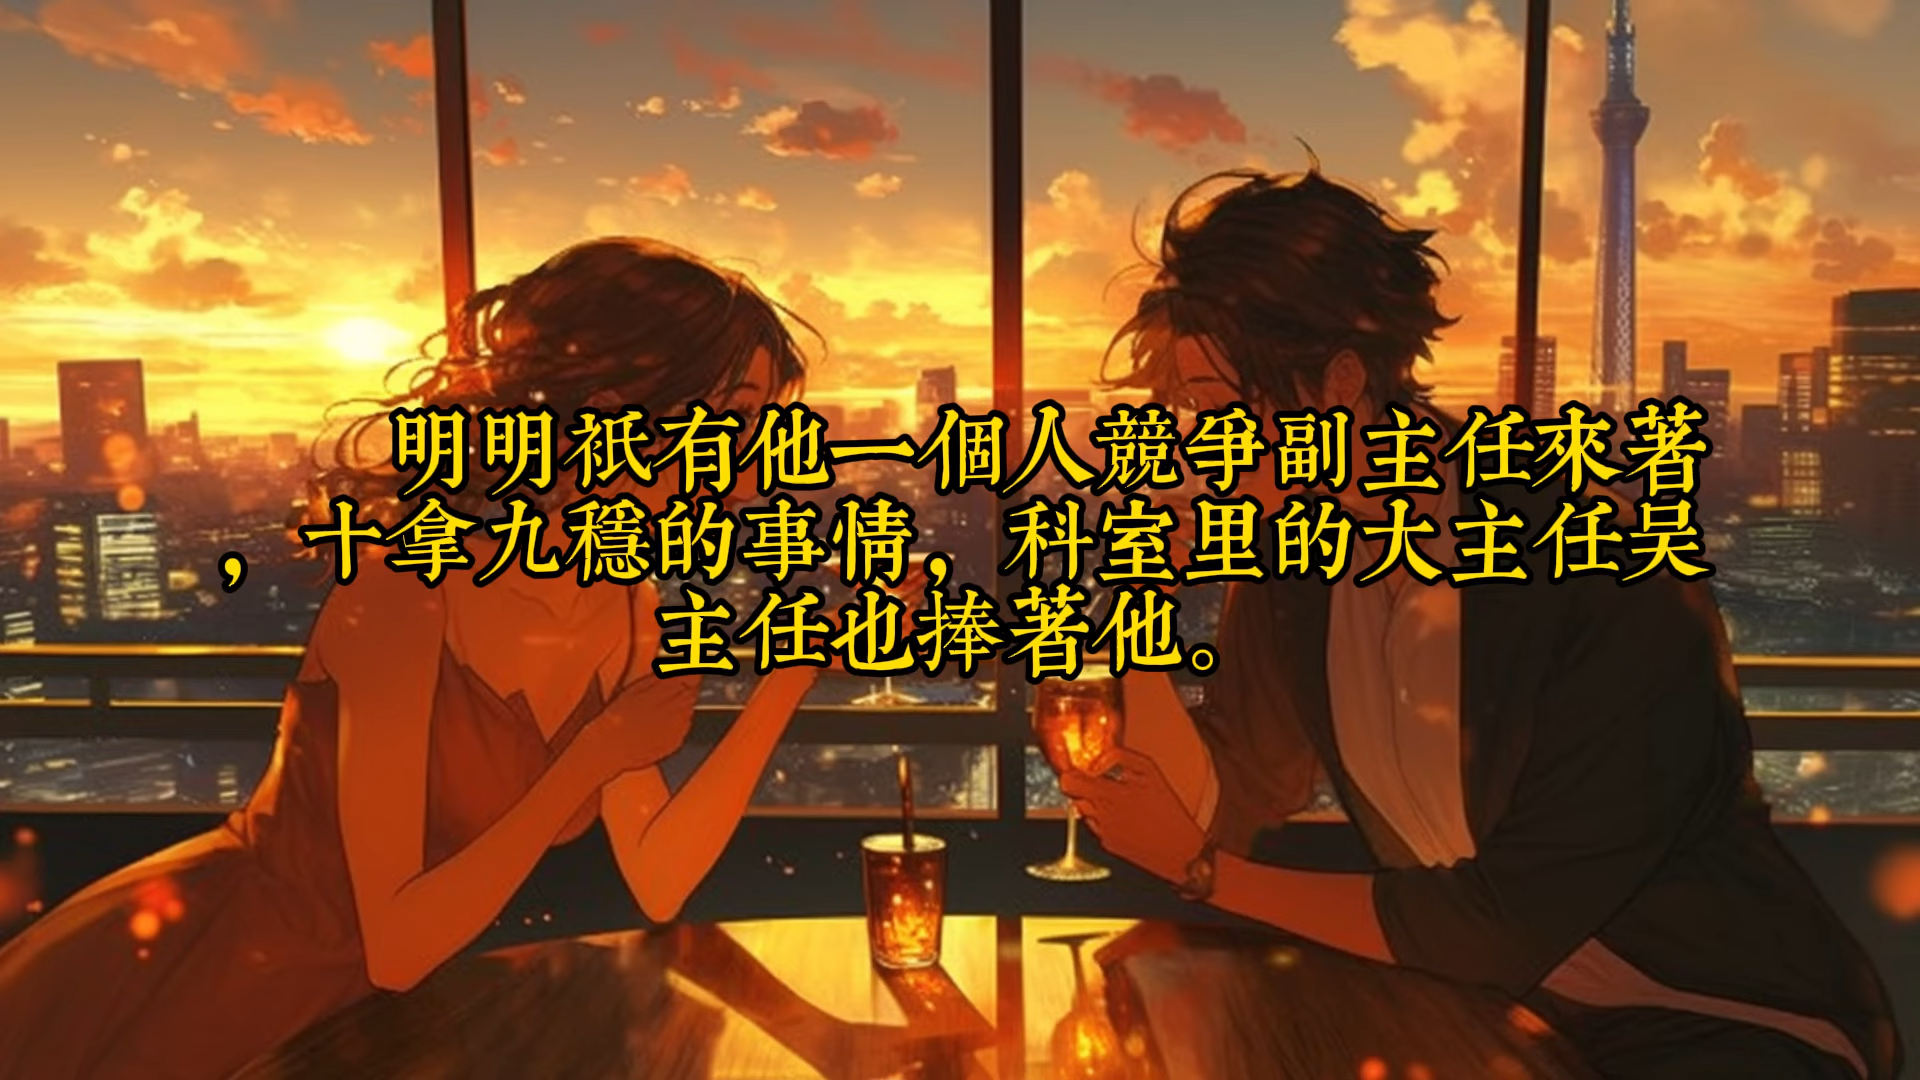 明明祇有他一個人競爭副主任來著
，十拿九穩的事情，科室里的大主任吴
主任也捧著他。